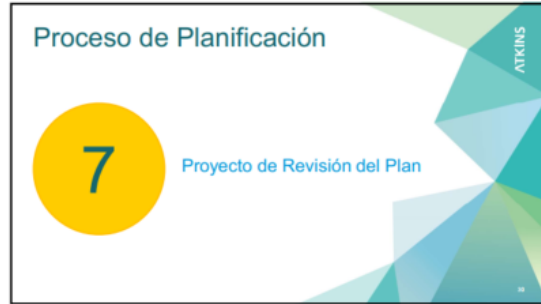 Proceso de Planificación
ATKINS
7
Proyecto de Revisión del Plan